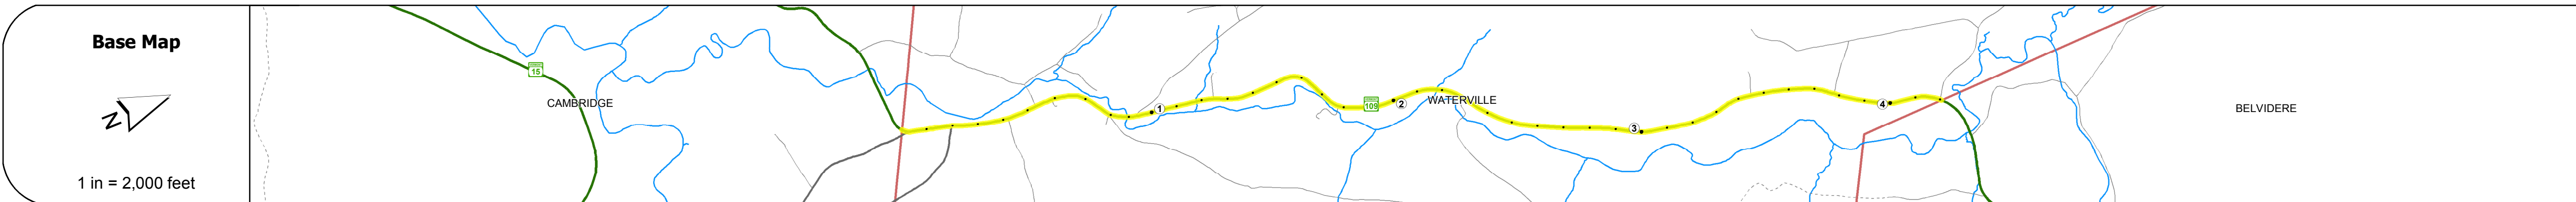 Base Map
N
1 in = 2,000 feet
15
CAMBRIDGE
1
109
2
WATERVILLE
3
4
BELVIDERE